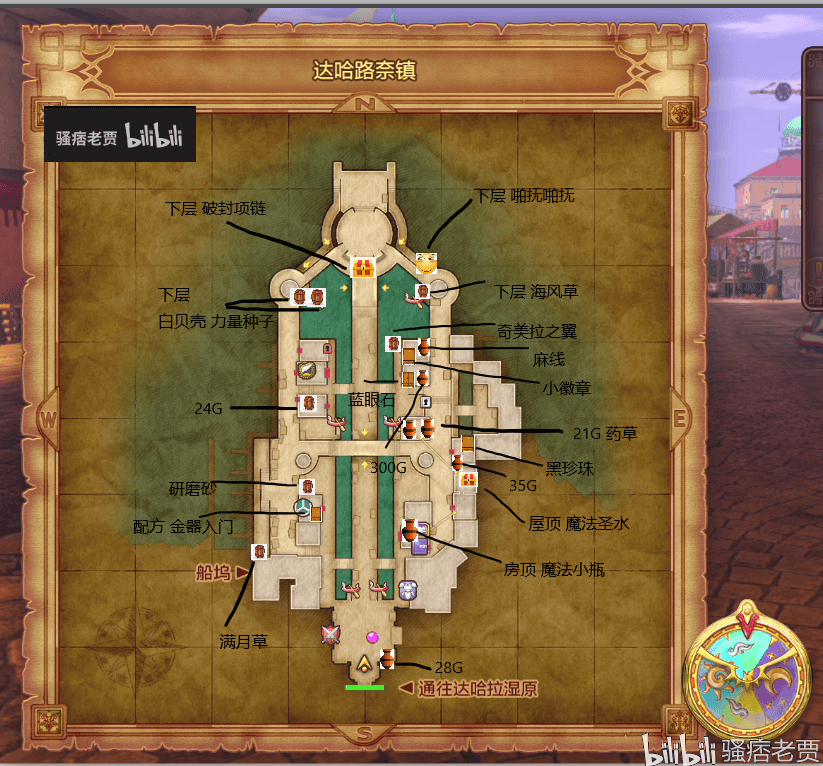 达哈路奈镇
N
骚痞老贾 bilibili
下层 破封项链
下层 啪抚啪抚
下层
白贝壳 力量种子
下层 海风草
奇美拉之翼
麻线
小徽章
蓝眼石
24G
W
E
21G 药草
300G
黑珍珠
35G
研磨砂
配方 金器入门
屋顶 魔法圣水
房顶 魔法小瓶
船坞
满月草
28G
通往达哈拉湿原
S
bilibili 骚痞老贾